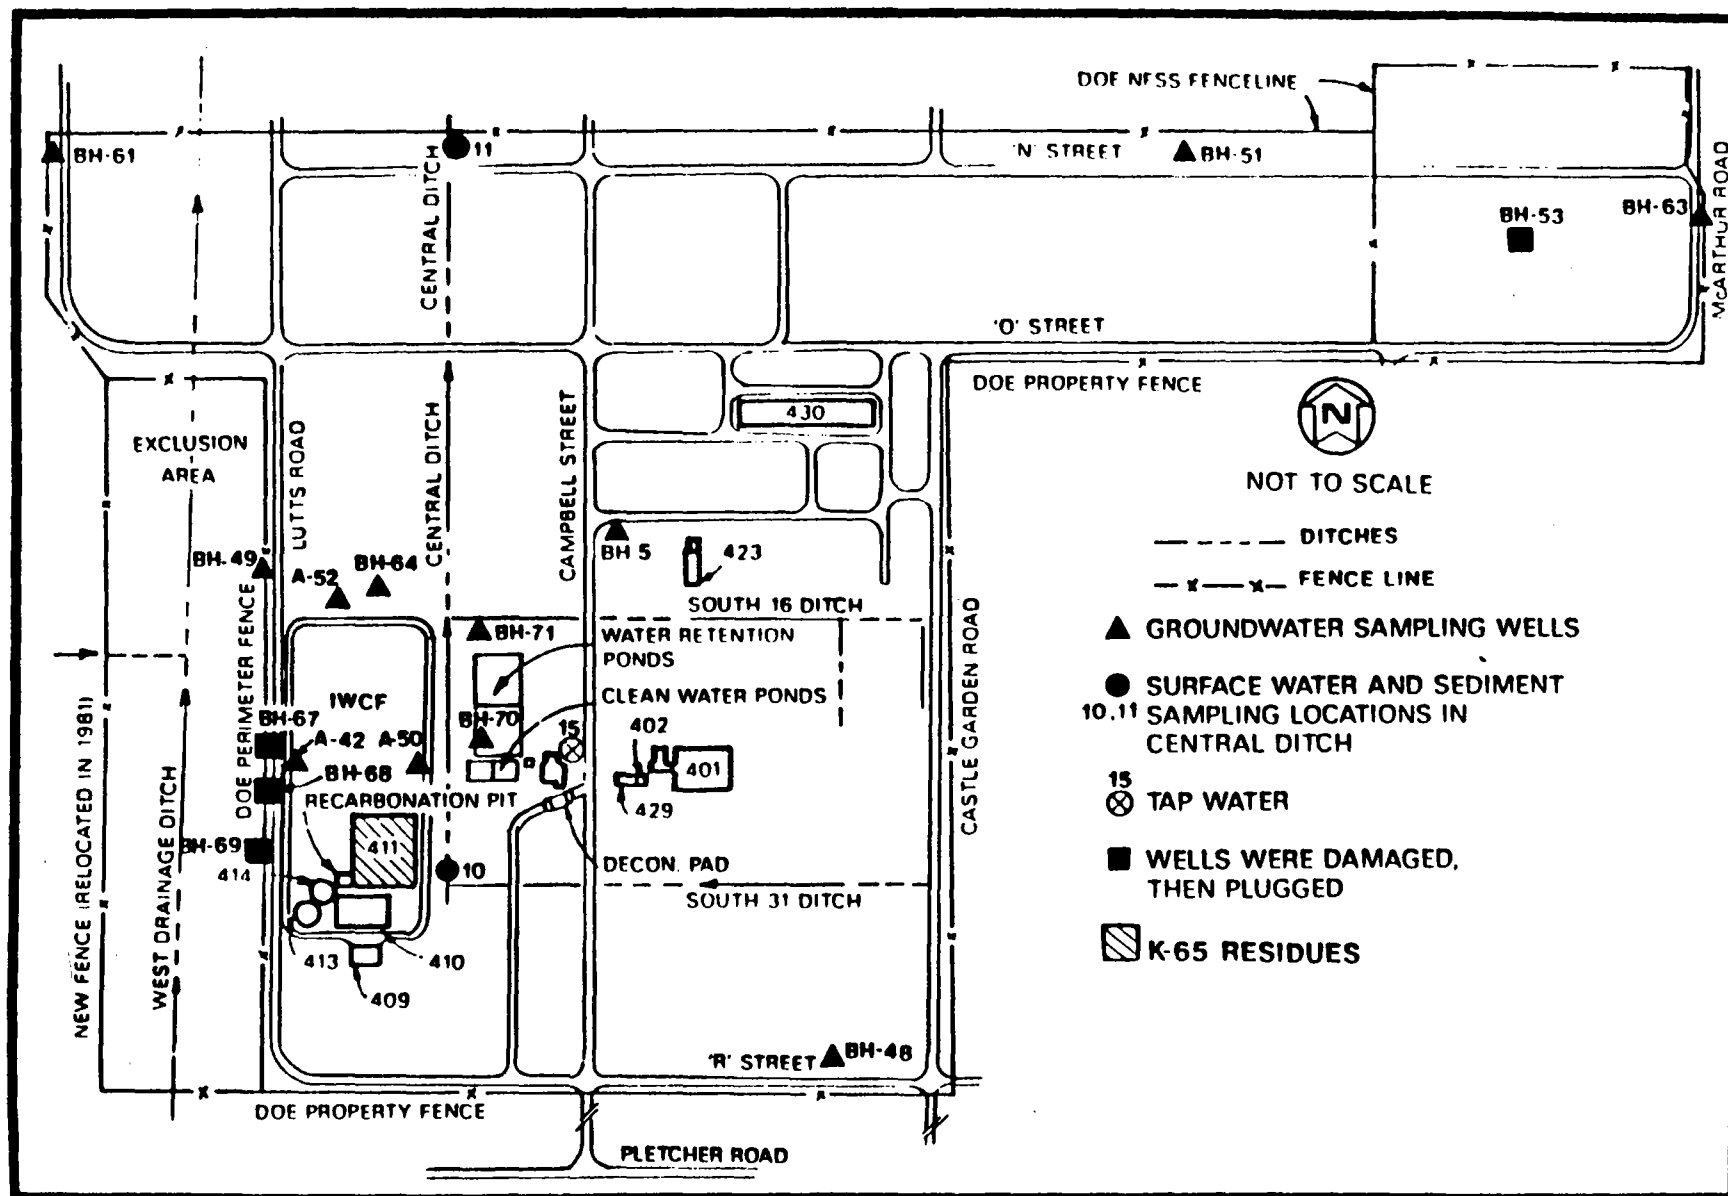 DOE NFSS FENCELINE
11
'N' STREET
BH-51
BH-61
CENTRAL DITCH
BH-53
BH-63
McARTHUR ROAD
'O' STREET
DOE PROPERTY FENCE
430
N
NOT TO SCALE
EXCLUSION
AREA
LUTTS ROAD
CENTRAL DITCH
CAMPBELL STREET
DITCHES
FENCE LINE
GROUNDWATER SAMPLING WELLS
SURFACE WATER AND SEDIMENT
10,11 SAMPLING LOCATIONS IN
CENTRAL DITCH
15
TAP WATER
WELLS WERE DAMAGED,
THEN PLUGGED
K-65 RESIDUES
BH-49
A-52
BH-64
BH 5
423
SOUTH 16 DITCH
BH-71
WATER RETENTION
PONDS
CLEAN WATER PONDS
DOE PERIMETER FENCE
IWCF
BH-67
A-42
A-50
BH-70
15
402
401
429
CASTLE GARDEN ROAD
BH-68
RECARBONATION PIT
NEW FENCE (RELOCATED IN 1981)
WEST DRAINAGE DITCH
BH-69
414
411
10
DECON. PAD
SOUTH 31 DITCH
413
410
409
'R' STREET
BH-48
DOE PROPERTY FENCE
PLETCHER ROAD